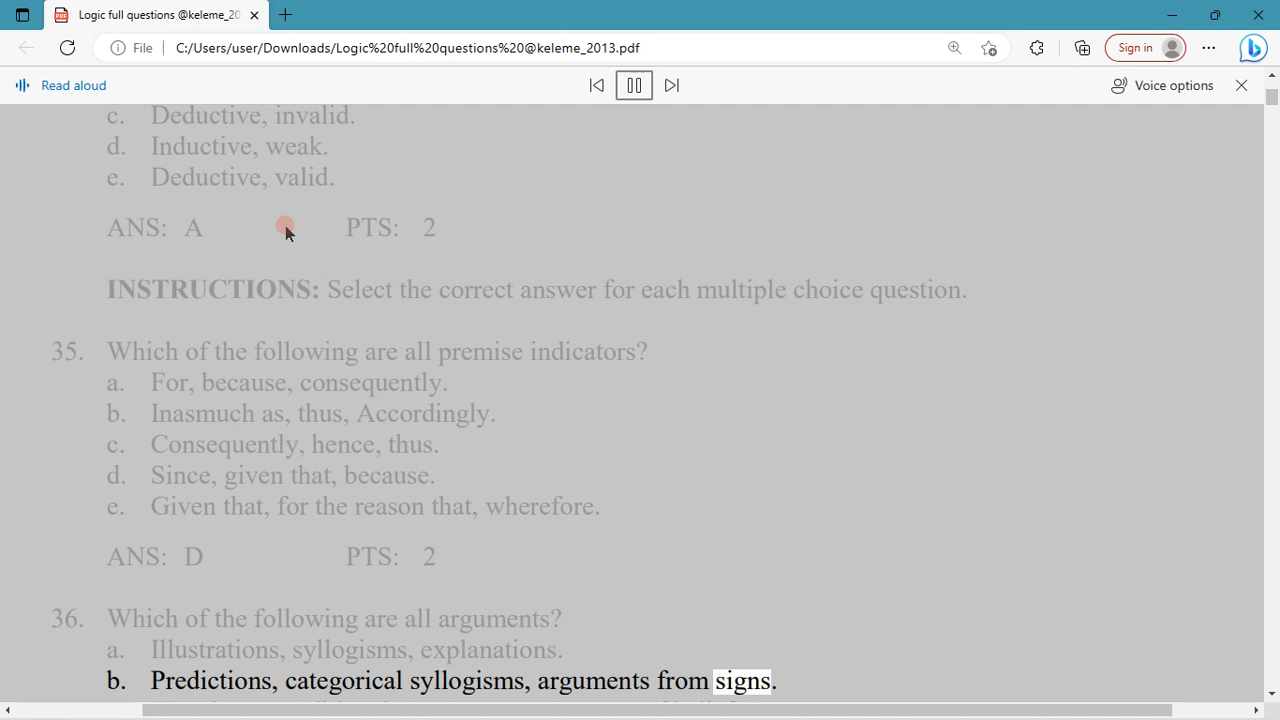 Logic full questions @keleme_20
File
C:/Users/user/Downloads/Logic%20full%20questions%20@keleme_2013.pdf
Sign in
Read aloud
Voice options
c. Deductive, invalid.
d. Inductive, weak.
e. Deductive, valid.
ANS: A PTS: 2
INSTRUCTIONS: Select the correct answer for each multiple choice question.
35. Which of the following are all premise indicators?
a. For, because, consequently.
b. Inasmuch as, thus, Accordingly.
c. Consequently, hence, thus.
d. Since, given that, because.
e. Given that, for the reason that, wherefore.
ANS: D PTS: 2
36. Which of the following are all arguments?
a. Illustrations, syllogisms, explanations.
b. Predictions, categorical syllogisms, arguments from signs.